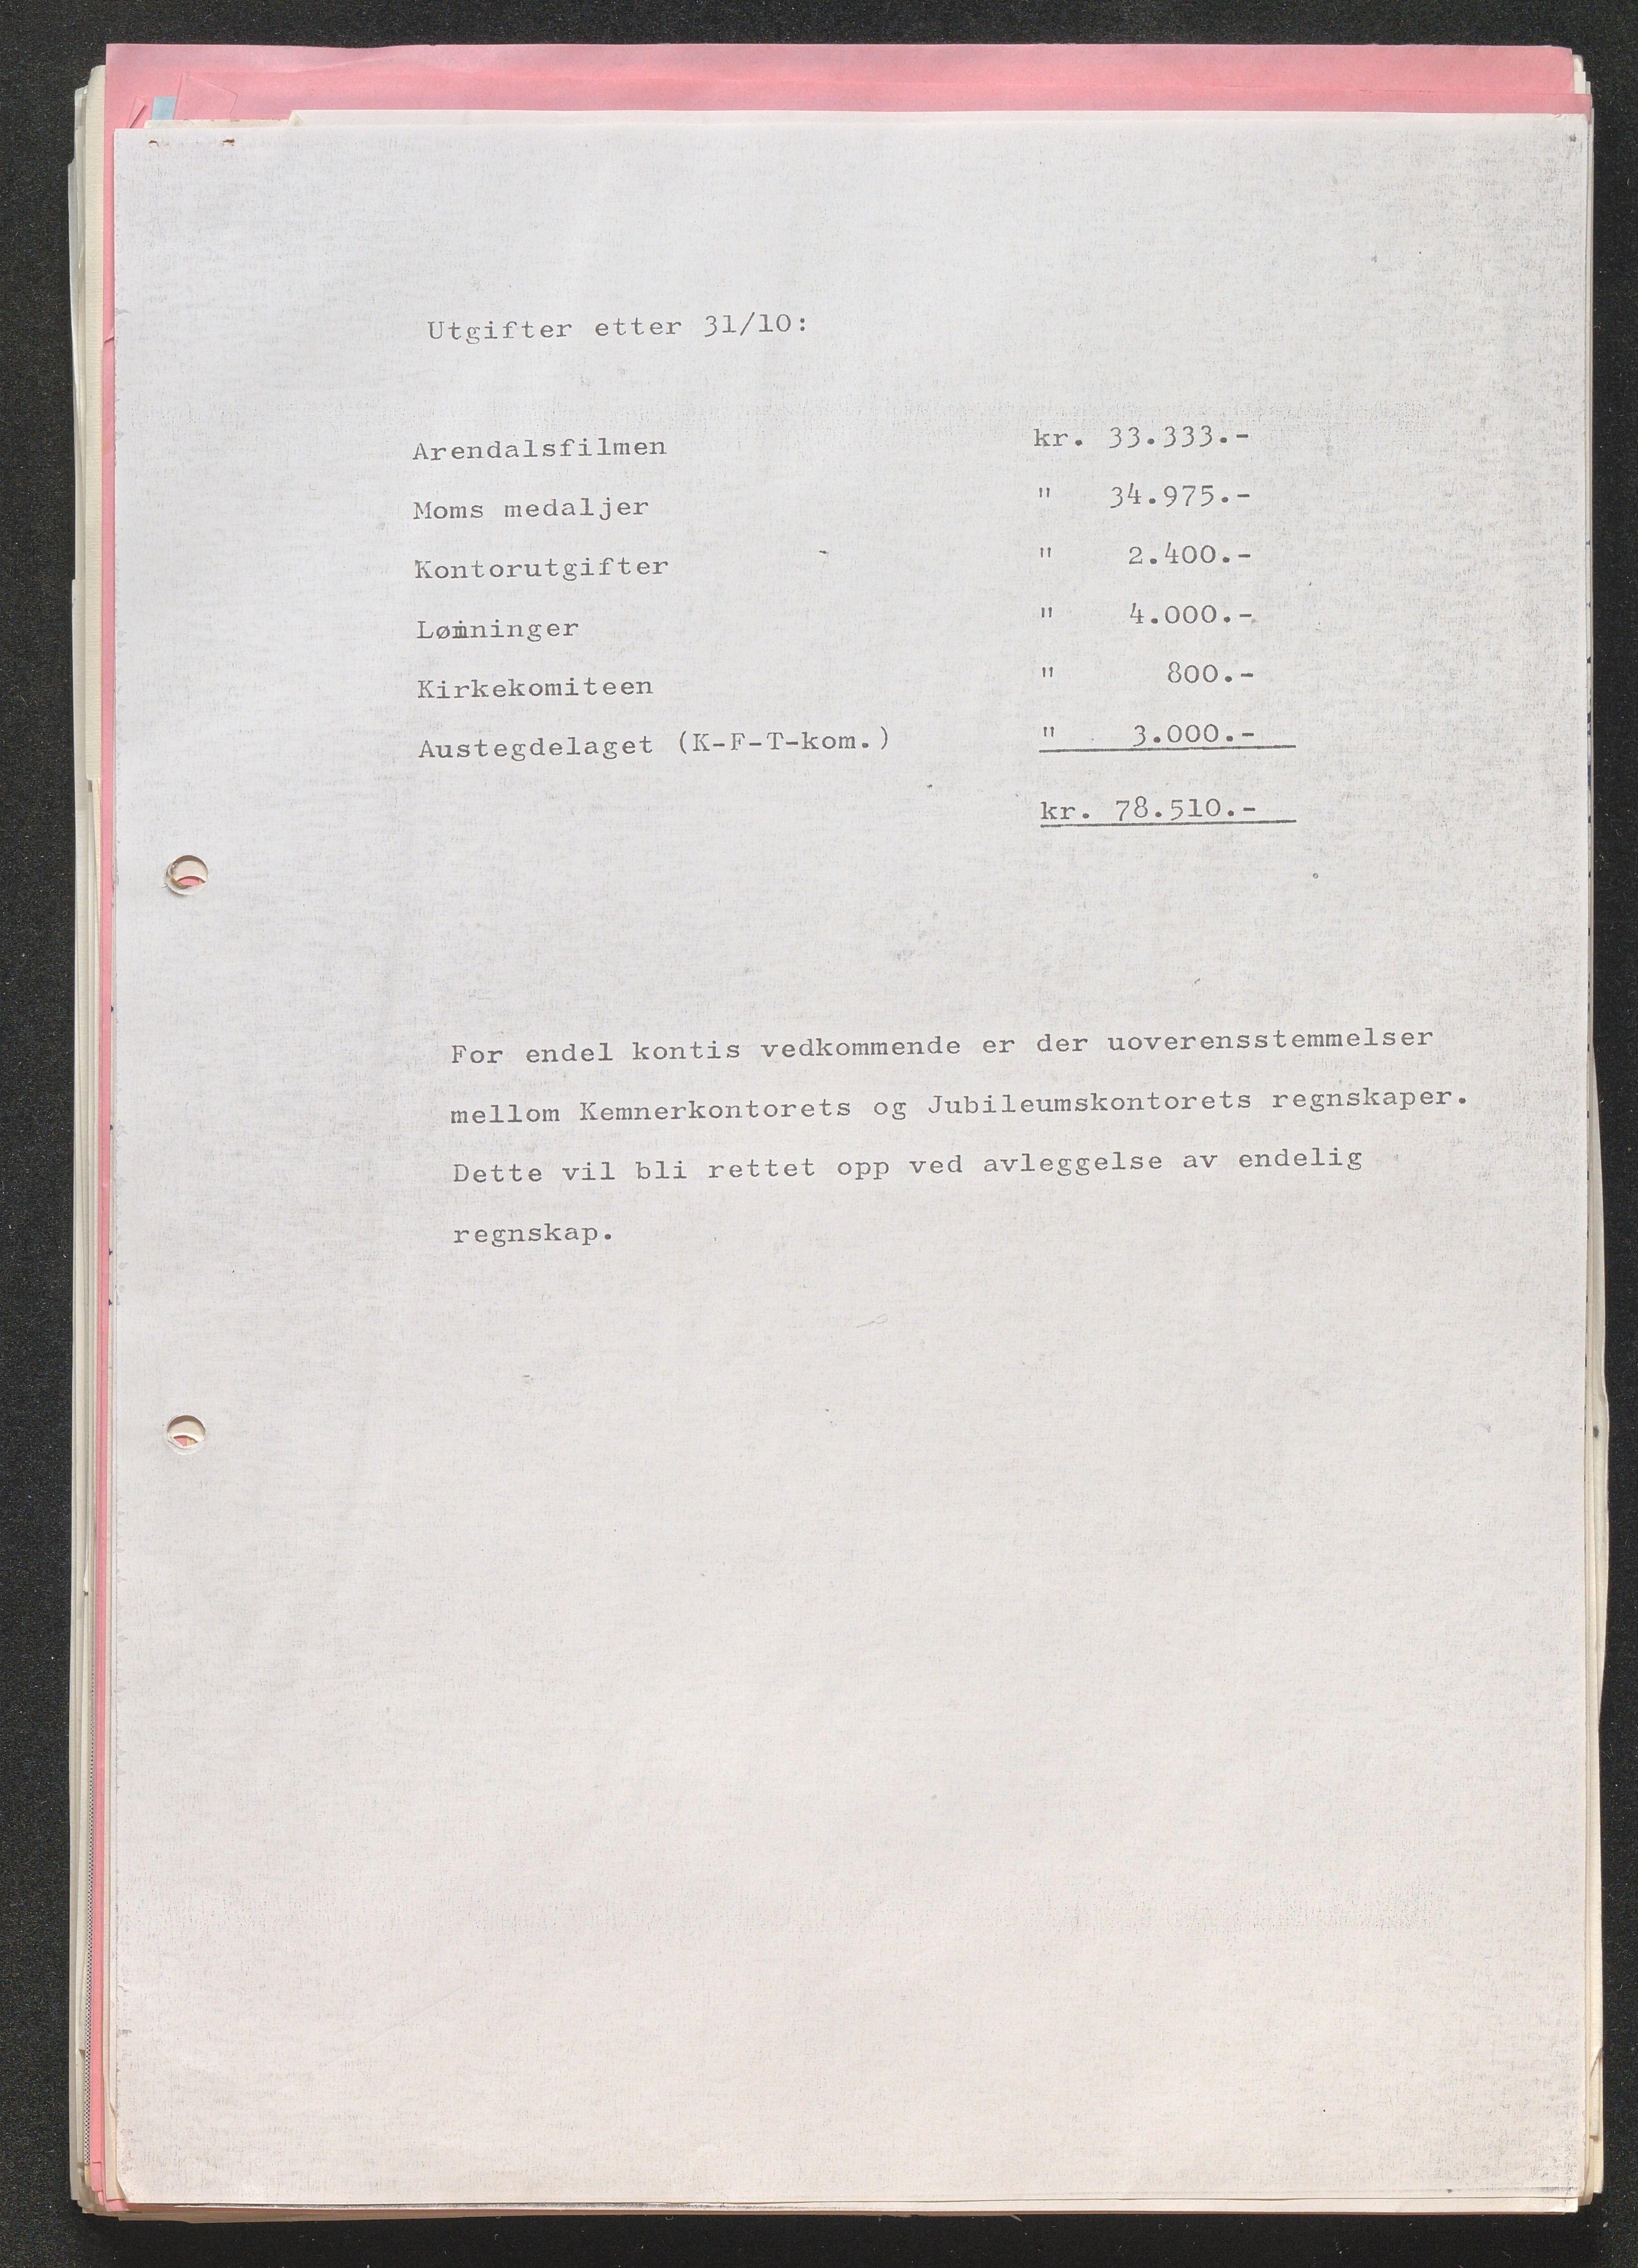 Utgifter etter 31/10:
Arendalsfilmen kr. 33.333.-
Moms medaljer " 34.975.-
Kontorutgifter " 2.400.-
Lønninger " 4.000.-
Kirkekomiteen " 800.-
Austegdelaget (K-F-T-kom.) " 3.000.-
kr. 78.510.-
For endel kontis vedkommende er der uoverensstemmelser
mellom Kemnerkontorets og Jubileumskontorets regnskaper.
Dette vil bli rettet opp ved avleggelse av endelig
regnskap.